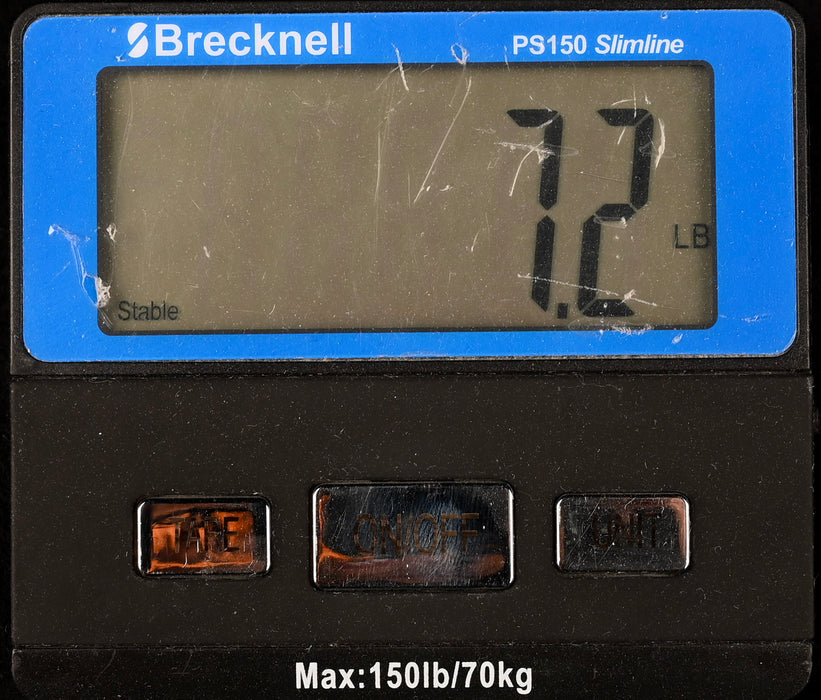 Brecknell PS150 Slimline
7.2
LB
Stable
TARE ON/OFF UNIT
Max:150lb/70kg